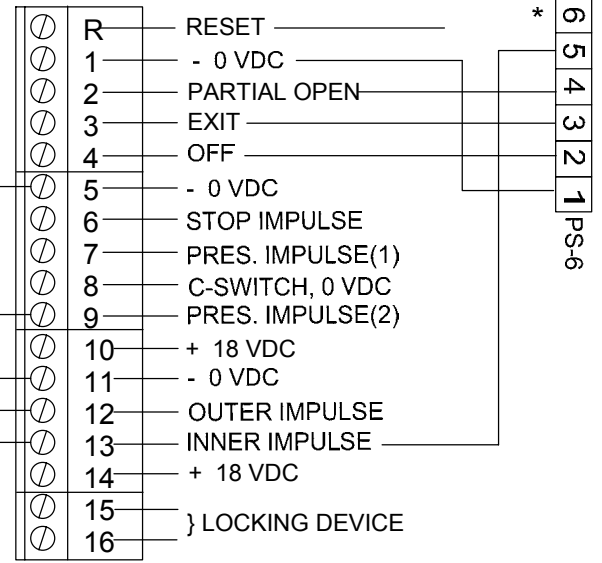 R RESET
1 - 0 VDC
2 PARTIAL OPEN
3 EXIT
4 OFF
5 - 0 VDC
6 STOP IMPULSE
7 PRES. IMPULSE(1)
8 C-SWITCH, 0 VDC
9 PRES. IMPULSE(2)
10 + 18 VDC
11 - 0 VDC
12 OUTER IMPULSE
13 INNER IMPULSE
14 + 18 VDC
15
16
} LOCKING DEVICE
*
6
5
4
3
2
1
PS-6